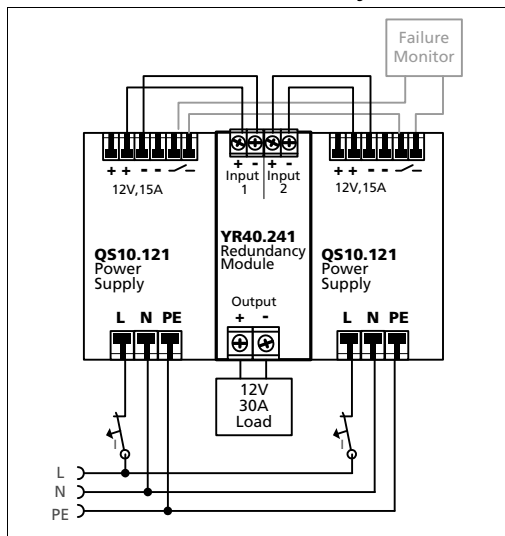 Failure
Monitor
+ + - -
12V,15A
+ - + -
Input Input
1 2
+ + - -
12V,15A
QS10.121
Power
Supply
YR40.241
Redundancy
Module
QS10.121
Power
Supply
Output
+ -
L N PE
L N PE
12V
30A
Load
I
I
L
N
PE